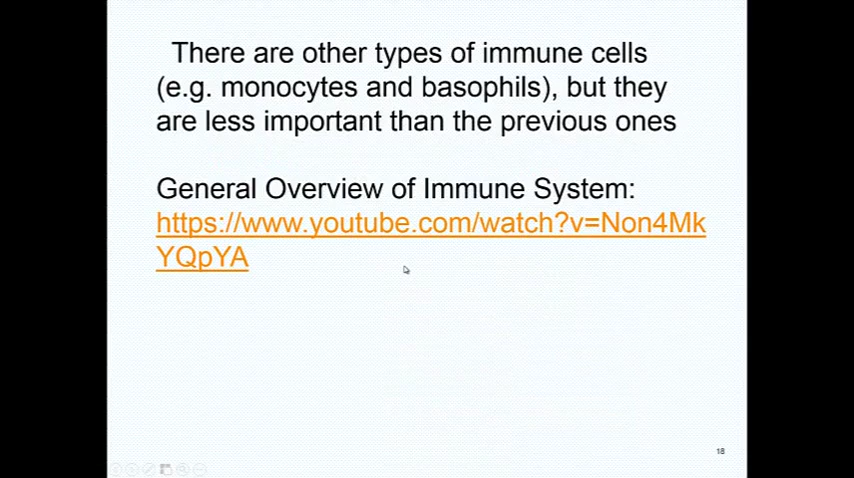 There are other types of immune cells
(e.g. monocytes and basophils), but they
are less important than the previous ones
General Overview of Immune System:
https://www.youtube.com/watch?v=Non4Mk
YQpYA
18